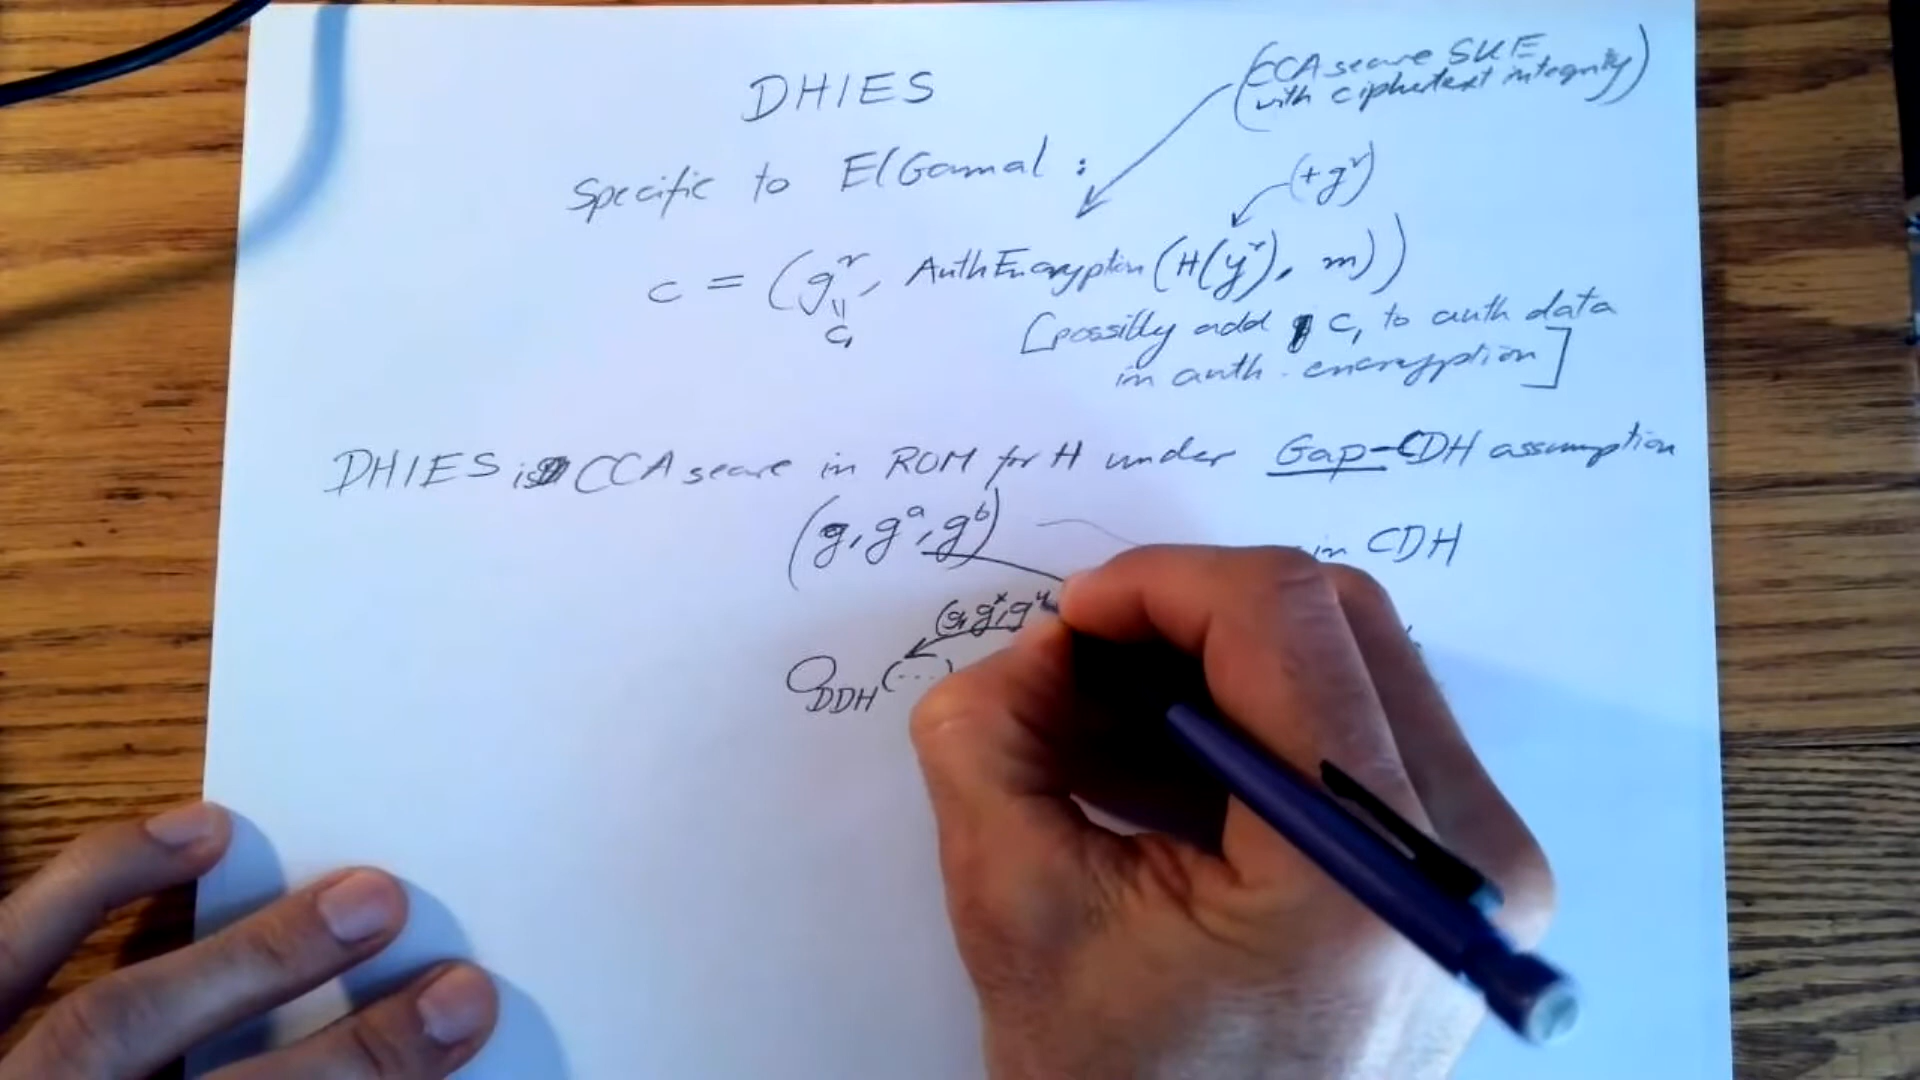 DHIES
(CCA secure SKE
with ciphertext integrity)
Specific to ElGamal :
(+g^r)
c = (g^r, AuthEncryption(H(y^r), m))
c₁
[possibly add c₁ to auth data
in auth. encryption]
DHIES is CCA secure in ROM for H under Gap-CDH assumption
(g, g^a, g^b)
in CDH
(g, g^x, g^y
O_DDH(...)